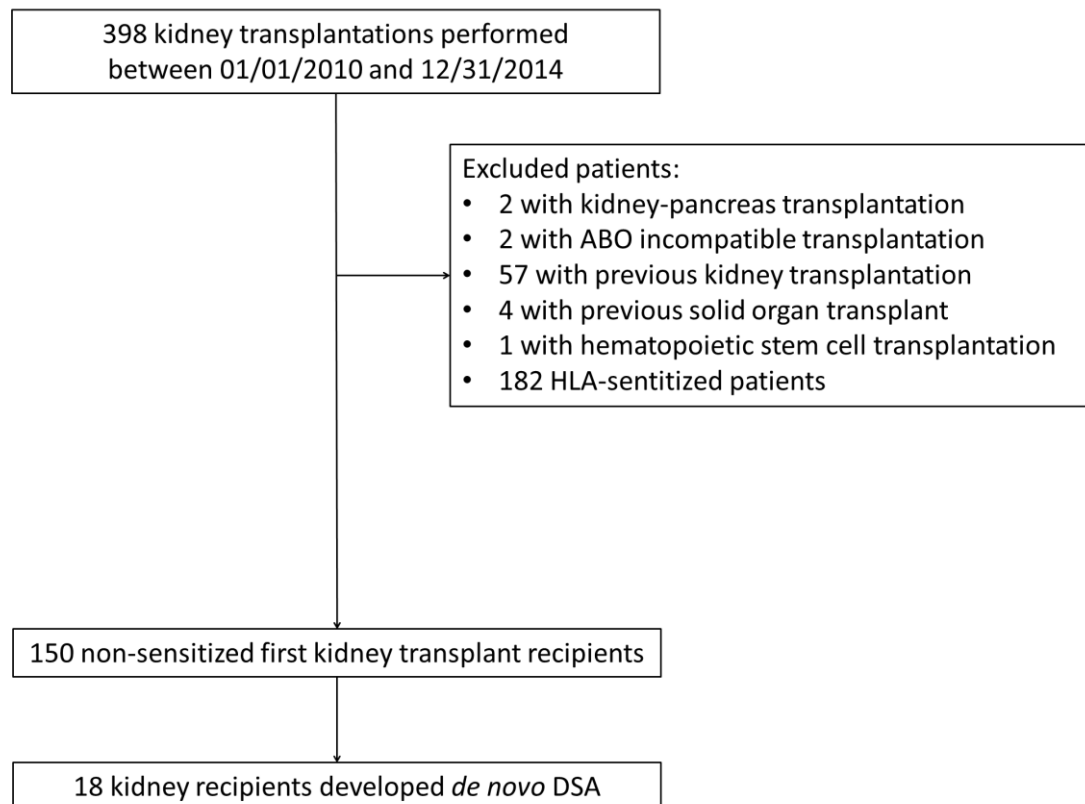 398 kidney transplantations performed
between 01/01/2010 and 12/31/2014
Excluded patients:
• 2 with kidney-pancreas transplantation
• 2 with ABO incompatible transplantation
• 57 with previous kidney transplantation
• 4 with previous solid organ transplant
• 1 with hematopoietic stem cell transplantation
• 182 HLA-sentitized patients
150 non-sensitized first kidney transplant recipients
18 kidney recipients developed de novo DSA